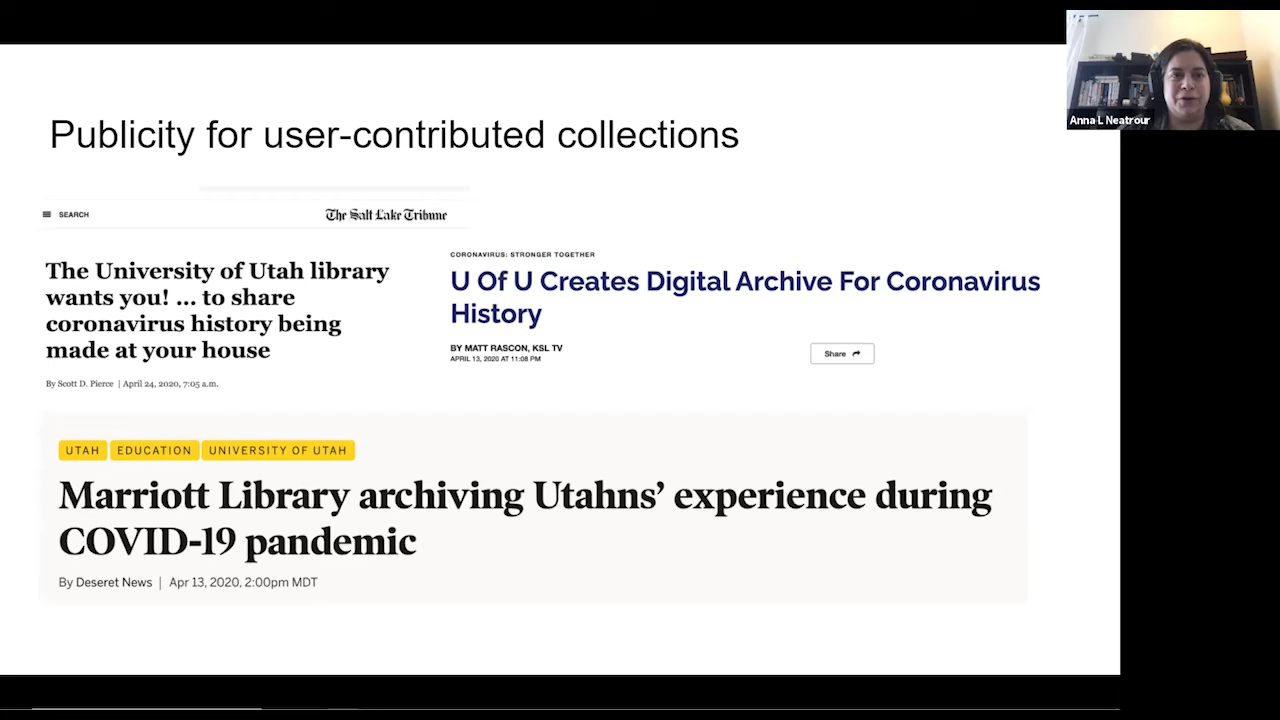 Anna L Neatrour
Publicity for user-contributed collections
SEARCH
The Salt Lake Tribune
The University of Utah library
wants you! ... to share
coronavirus history being
made at your house
By Scott D. Pierce | April 24, 2020, 7:05 a.m.
CORONAVIRUS: STRONGER TOGETHER
U Of U Creates Digital Archive For Coronavirus
History
BY MATT RASCON, KSL TV
APRIL 13, 2020 AT 11:08 PM
Share
UTAH EDUCATION UNIVERSITY OF UTAH
Marriott Library archiving Utahns’ experience during
COVID-19 pandemic
By Deseret News | Apr 13, 2020, 2:00pm MDT